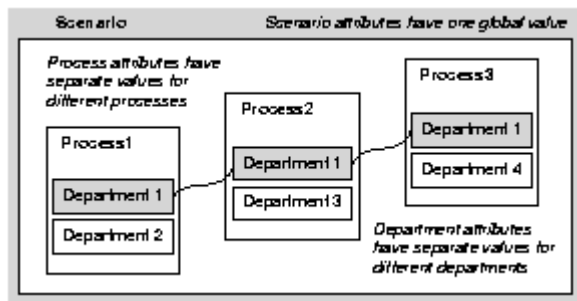 Scenario
Scenario attributes have one global value
Process attributes have
separate values for
different processes
Process1
Department 1
Department 2
Process2
Department 1
Department 3
Process3
Department 1
Department 4
Department attributes
have separate values for
different departments